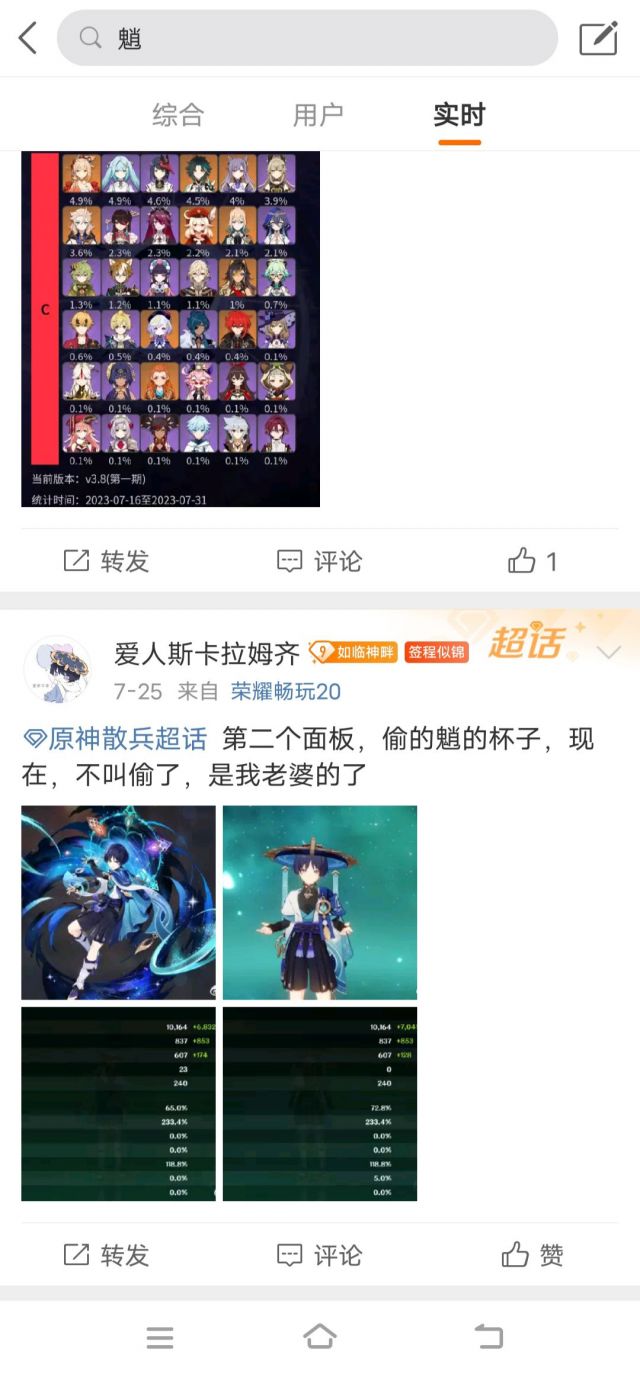 魈
综合 用户 实时
4.9% 4.9% 4.6% 4.5% 4% 3.9%
3.6% 2.3% 2.3% 2.2% 2.1% 2.1%
1.3% 1.2% 1.1% 1.1% 1% 0.7%
C
0.6% 0.5% 0.4% 0.4% 0.4% 0.1%
0.1% 0.1% 0.1% 0.1% 0.1% 0.1%
0.1% 0.1% 0.1% 0.1% 0.1% 0.1%
当前版本：v3.8(第一期)
统计时间：2023-07-16至2023-07-31
转发 评论 1
爱人斯卡拉姆齐 9 如临神畔 签程似锦 超话
7-25 来自 荣耀畅玩20
原神散兵超话 第二个面板，偷的魈的杯子，现
在，不叫偷了，是我老婆的了
10,164 +6,832 10,164
837 +853 837 +853
607 +174 607 +128
23 0
240 240
65.0% 72.8%
233.4% 233.4%
0.0% 0.0%
0.0% 0.0%
118.8% 118.8%
0.0% 5.0%
0.0% 0.0%
转发 评论 赞